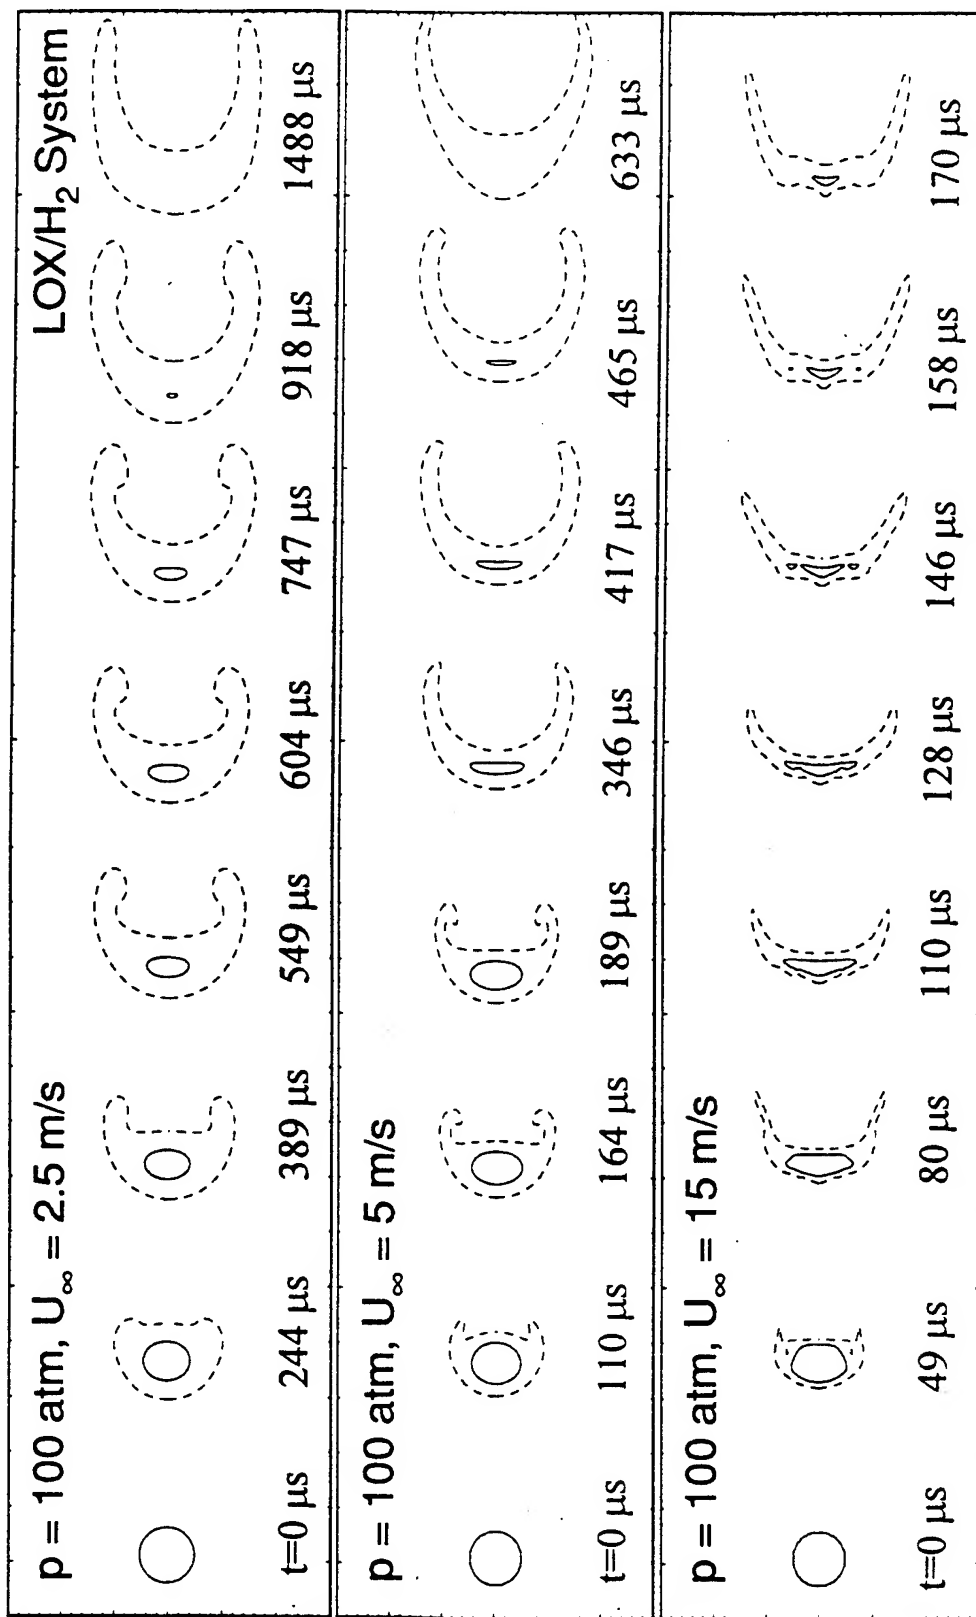 p = 100 atm, U∞ = 2.5 m/s
LOX/H₂ System
t=0 μs 244 μs 389 μs 549 μs 604 μs 747 μs 918 μs 1488 μs
p = 100 atm, U∞ = 5 m/s
t=0 μs 110 μs 164 μs 189 μs 346 μs 417 μs 465 μs 633 μs
p = 100 atm, U∞ = 15 m/s
t=0 μs 49 μs 80 μs 110 μs 128 μs 146 μs 158 μs 170 μs